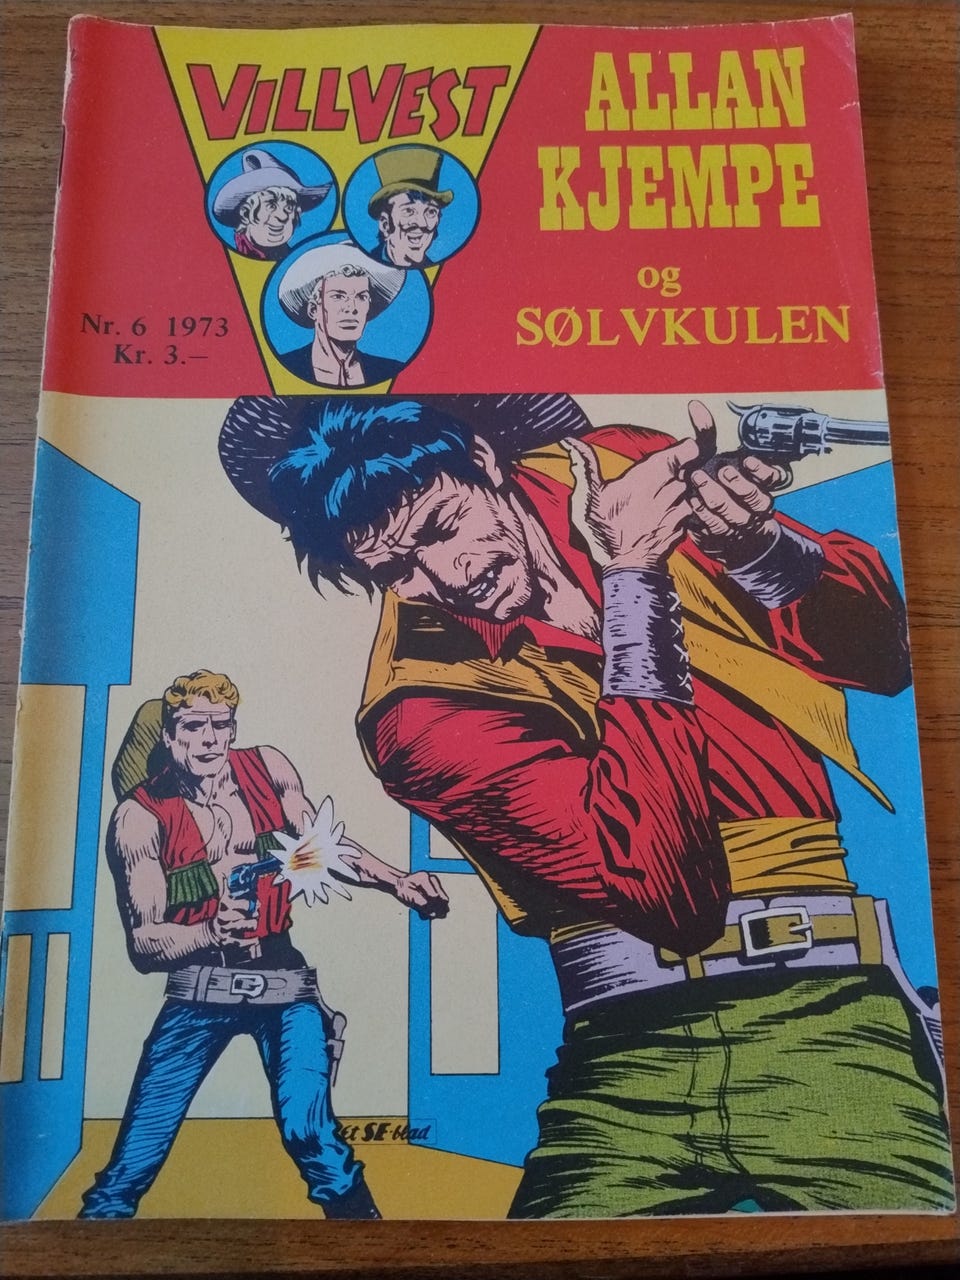 VILLVEST
ALLAN
KJEMPE
og
SØLVKULEN
Nr. 6 1973
Kr. 3.—
Et SE-blad